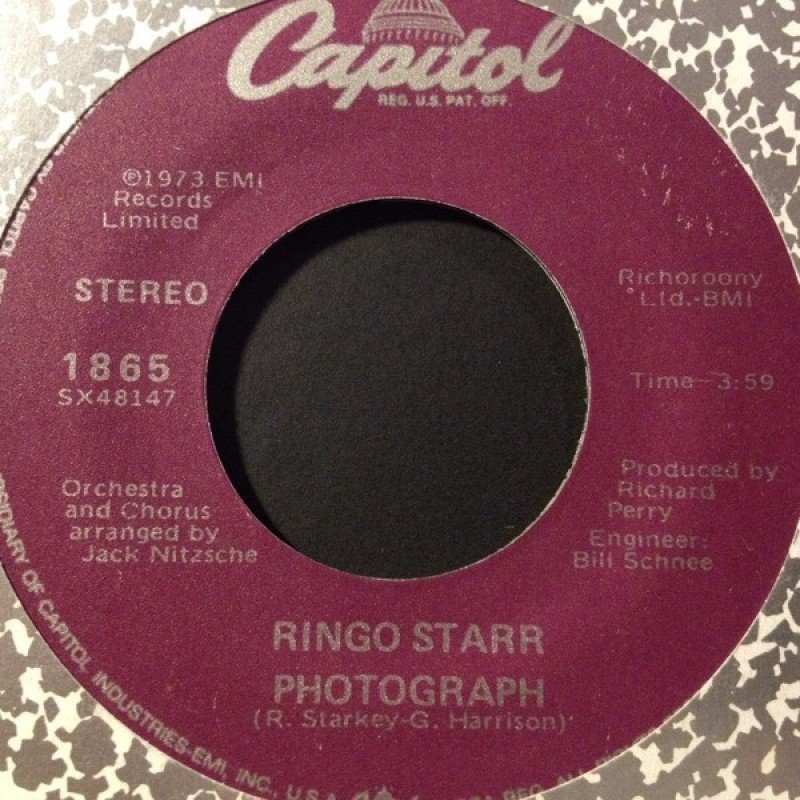 Capitol
REG. U.S. PAT. OFF.
℗1973 EMI
Records
Limited
STEREO
1865
SX48147
Orchestra
and Chorus
arranged by
Jack Nitzsche
Richoroony
Ltd.-BMI
Time—3:59
Produced by
Richard
Perry
Engineer:
Bill Schnee
RINGO STARR
PHOTOGRAPH
(R. Starkey-G. Harrison)
OF CAPITOL INDUSTRIES-EMI, INC., U.S.A.